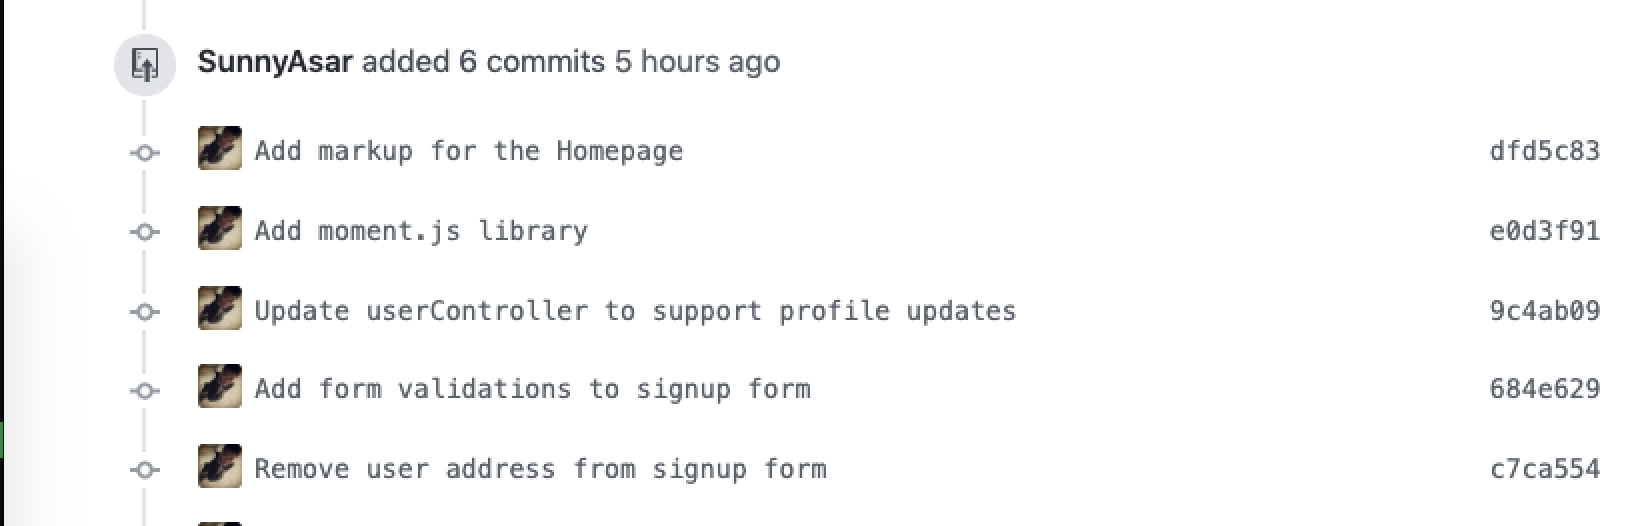 SunnyAsar added 6 commits 5 hours ago
Add markup for the Homepage dfd5c83
Add moment.js library e0d3f91
Update userController to support profile updates 9c4ab09
Add form validations to signup form 684e629
Remove user address from signup form c7ca554